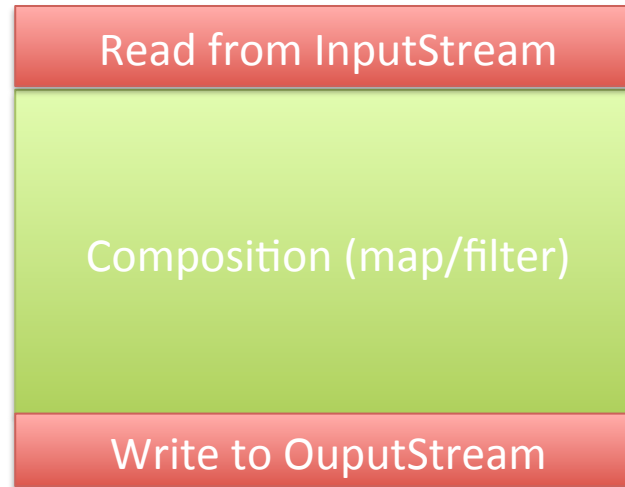 Read from InputStream
Composition (map/filter)
Write to OuputStream